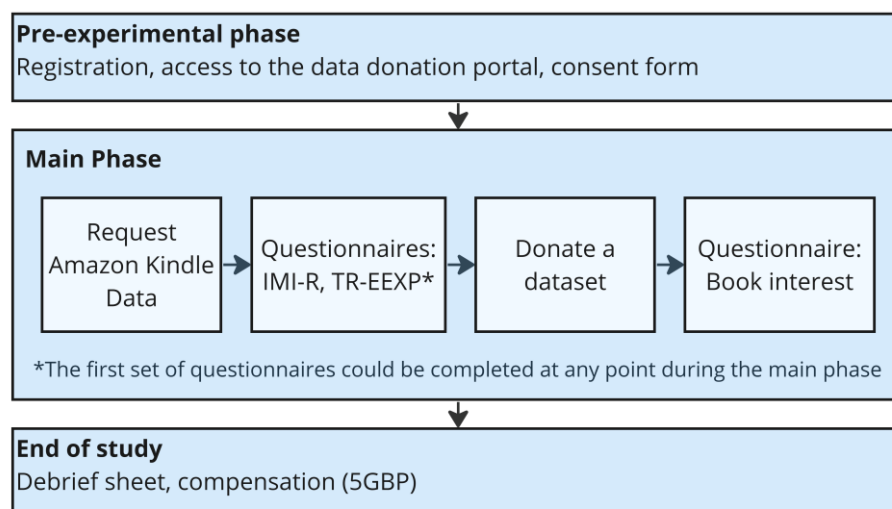 Pre-experimental phase
Registration, access to the data donation portal, consent form
Main Phase
Request
Amazon Kindle
Data
Questionnaires:
IMI-R, TR-EEXP*
Donate a
dataset
Questionnaire:
Book interest
*The first set of questionnaires could be completed at any point during the main phase
End of study
Debrief sheet, compensation (5GBP)